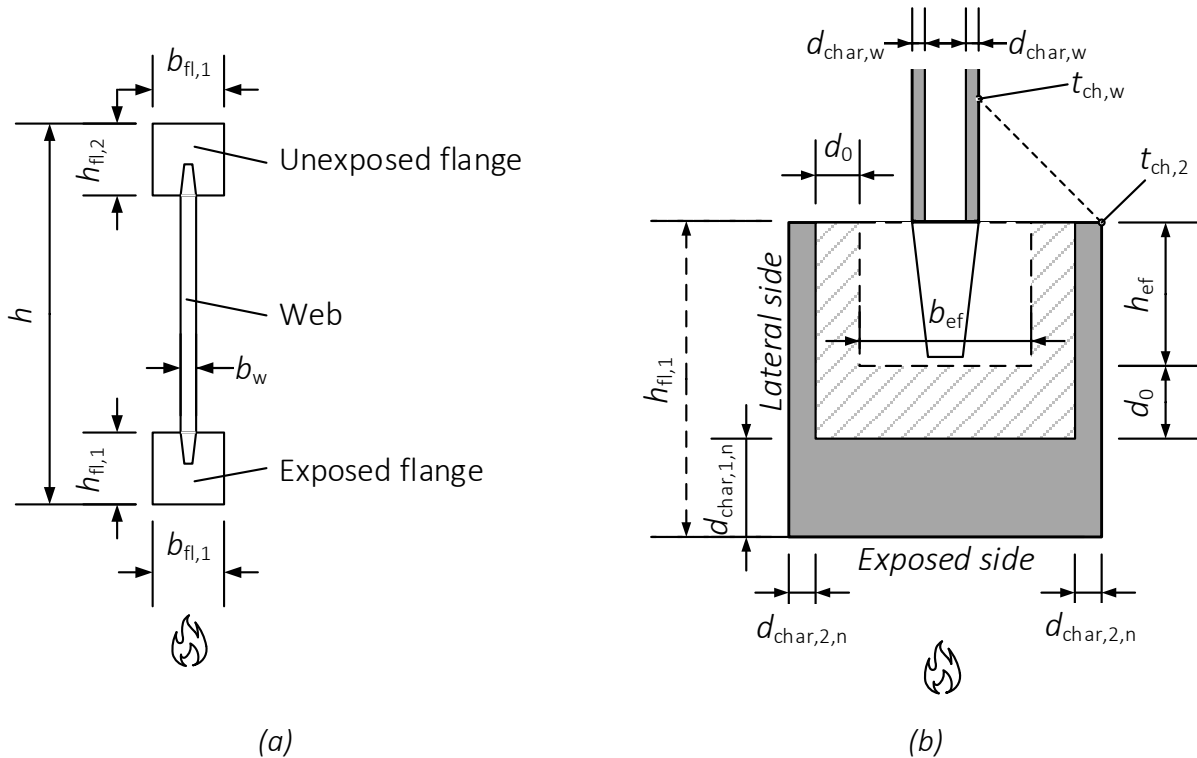 b_fl,1
h_fl,2
Unexposed flange
h
Web
b_w
h_fl,1
Exposed flange
b_fl,1
(a)
d_char,w
d_char,w
t_ch,w
d_0
t_ch,2
Lateral side
h_ef
b_ef
h_fl,1
d_0
d_char,1,n
Exposed side
d_char,2,n
d_char,2,n
(b)